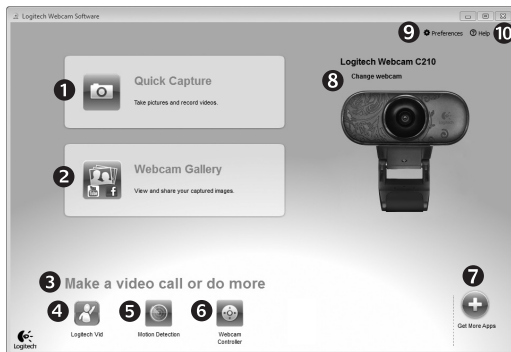 Logitech Webcam Software
9 Preferences 10 Help
Logitech Webcam C210
8 Change webcam
1 Quick Capture
Take pictures and record videos.
2 Webcam Gallery
View and share your captured images.
3 Make a video call or do more
4 Logitech Vid
5 Motion Detection
6 Webcam Controller
7 Get More Apps
Logitech